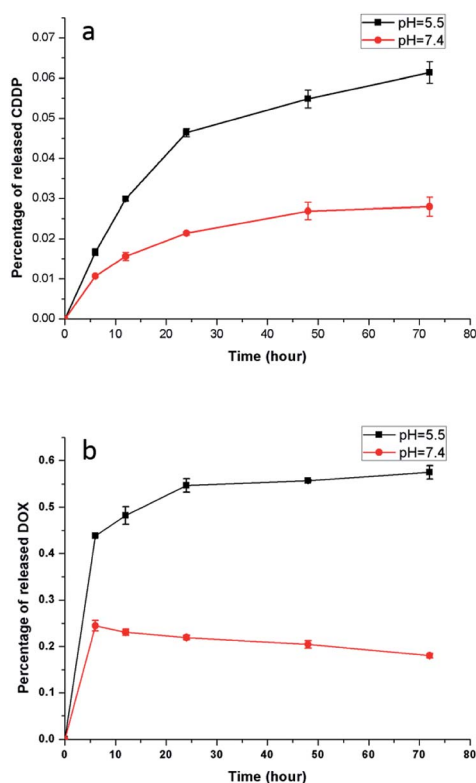 a
pH=5.5
pH=7.4
0.07
0.06
0.05
0.04
0.03
0.02
0.01
0.00
Percentage of released CDDP
0 10 20 30 40 50 60 70 80
Time (hour)
b
pH=5.5
pH=7.4
0.6
0.5
0.4
0.3
0.2
0.1
0.0
Percentage of released DOX
0 10 20 30 40 50 60 70 80
Time (hour)